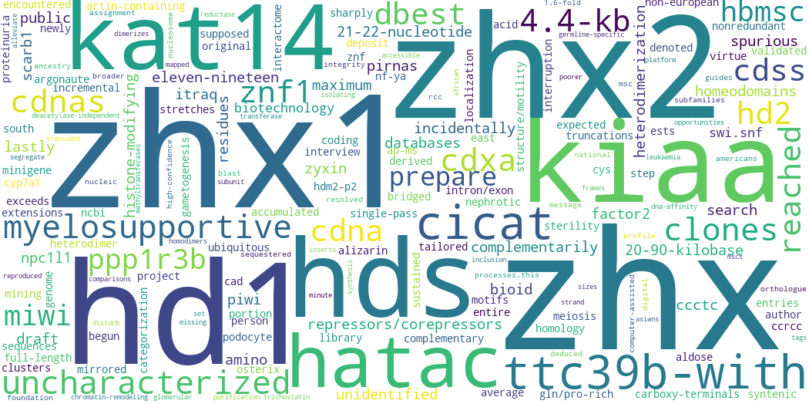 encountered actin-containing
assignment
public kat14 reductase
newly supposed
original
dimerizes
nucleosome
mapped
interactome
scarb1
proteinuria
alleviate
ancestry
broader
integrity
accessible
sharply
21-22-nucleotide
deposit
dbest
acid
4.4-kb
1.6-fold
germline-specific
non-european
hbmsc
nonredundant
spurious
validated
platform
virtue
cdss
guides
homeodomains
denoted
subfamilies
opportunities
hd2
zhx2
poorer
msc
african
rcc
localization
interruption
heterodimerization
argonaute
incremental
eleven-nineteen
znf1
pirnas
znf
nf-ya
maximum
itraq
biotechnology
stretches
deacetylase-independent
histone-modifying
methyltransferases
transient
cdnas
south
lastly
minigene
cyp7a1
segregate
nucleic
high-confidence
gametogenesis
zhx1
residues
transferase
isolating
coding
interview
databases
derived
ap-ms
east
incidentally
structure/motility
expected
truncations
ests
swi.snf
leukaemia
americans
kiaa
reached
national
frames
cys
step
message
dna-affinity
blast
subunit
resolved
hdm2-p2
zyxin
cdxa
nephrotic
bridged
prepare
intron/exon
exceeds
extensions
ncbi
accumulated
single-pass
cdna
cicat
tailored
sterility
factor2
search
20-90-kilobase
clones
myelosupportive
heterodimer
homodimers
ubiquitous
sequestered
inserts
alizarin
complementarily
npc1l1
ppp1r3b
reproduced
comparisons
project
cad
miwi
mining
genome
disturb
begun
piwi
portion
person
set
missing
podocyte
draft
sequences
mirrored
categorization
hd1
amino
full-length
clusters
osterix
hds
minute
synthesis
sustained
bioid
inclusion
processes.this
motifs
entire
sizes
strand
homology
meiosis
profile
asians
digital
computer-assisted
zhx
mscs
ccctc
orthologue
entries
author
ccrcc
tags
repressors/corepressors
library
complementary
deduced
aldose
uncharacterized
hatac
ttc39b-with
foundation
chromatin-remodeling
glomerular
purification
trichostatin
unidentified
average
gln/pro-rich
carboxy-terminals
syntenic